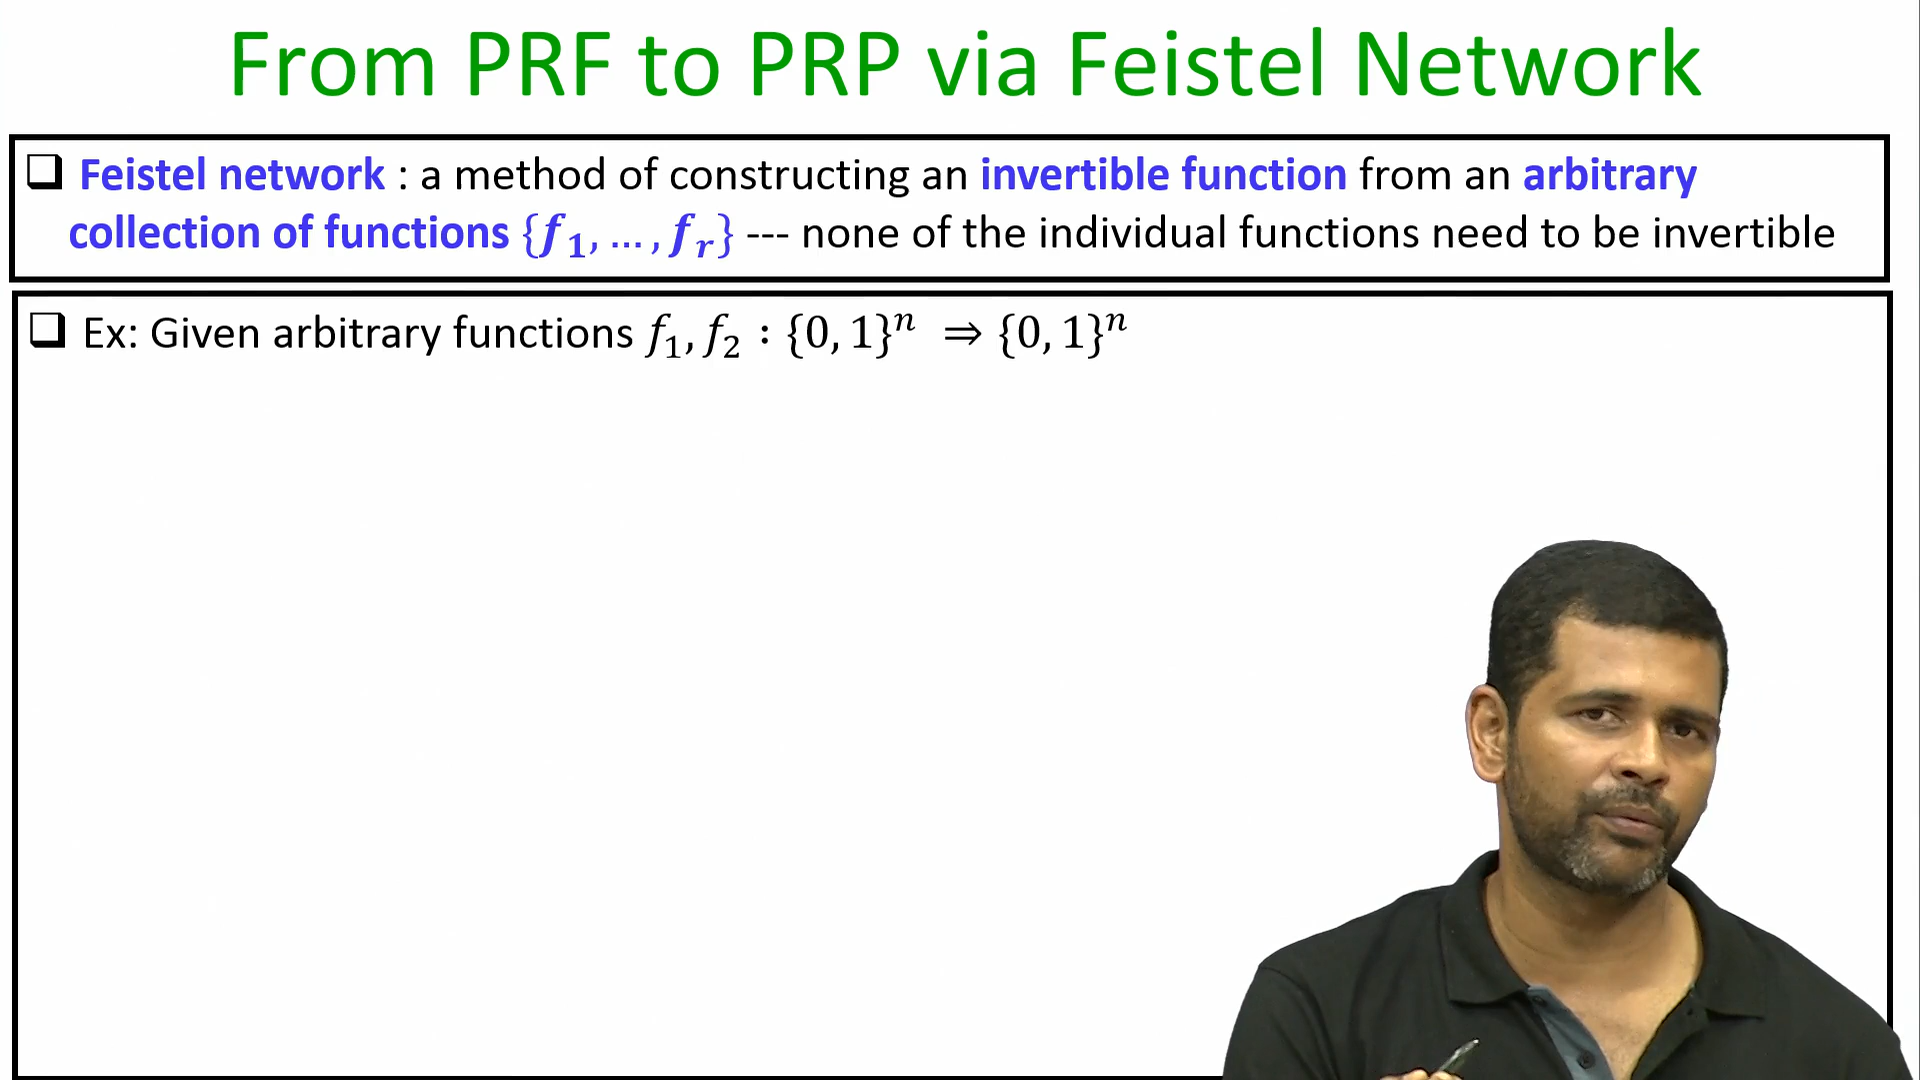 From PRF to PRP via Feistel Network
❑ Feistel network : a method of constructing an invertible function from an arbitrary
collection of functions {𝒇₁, … , 𝒇ᵣ} --- none of the individual functions need to be invertible
❑ Ex: Given arbitrary functions 𝑓₁, 𝑓₂ : {0, 1}ⁿ ⇒ {0, 1}ⁿ